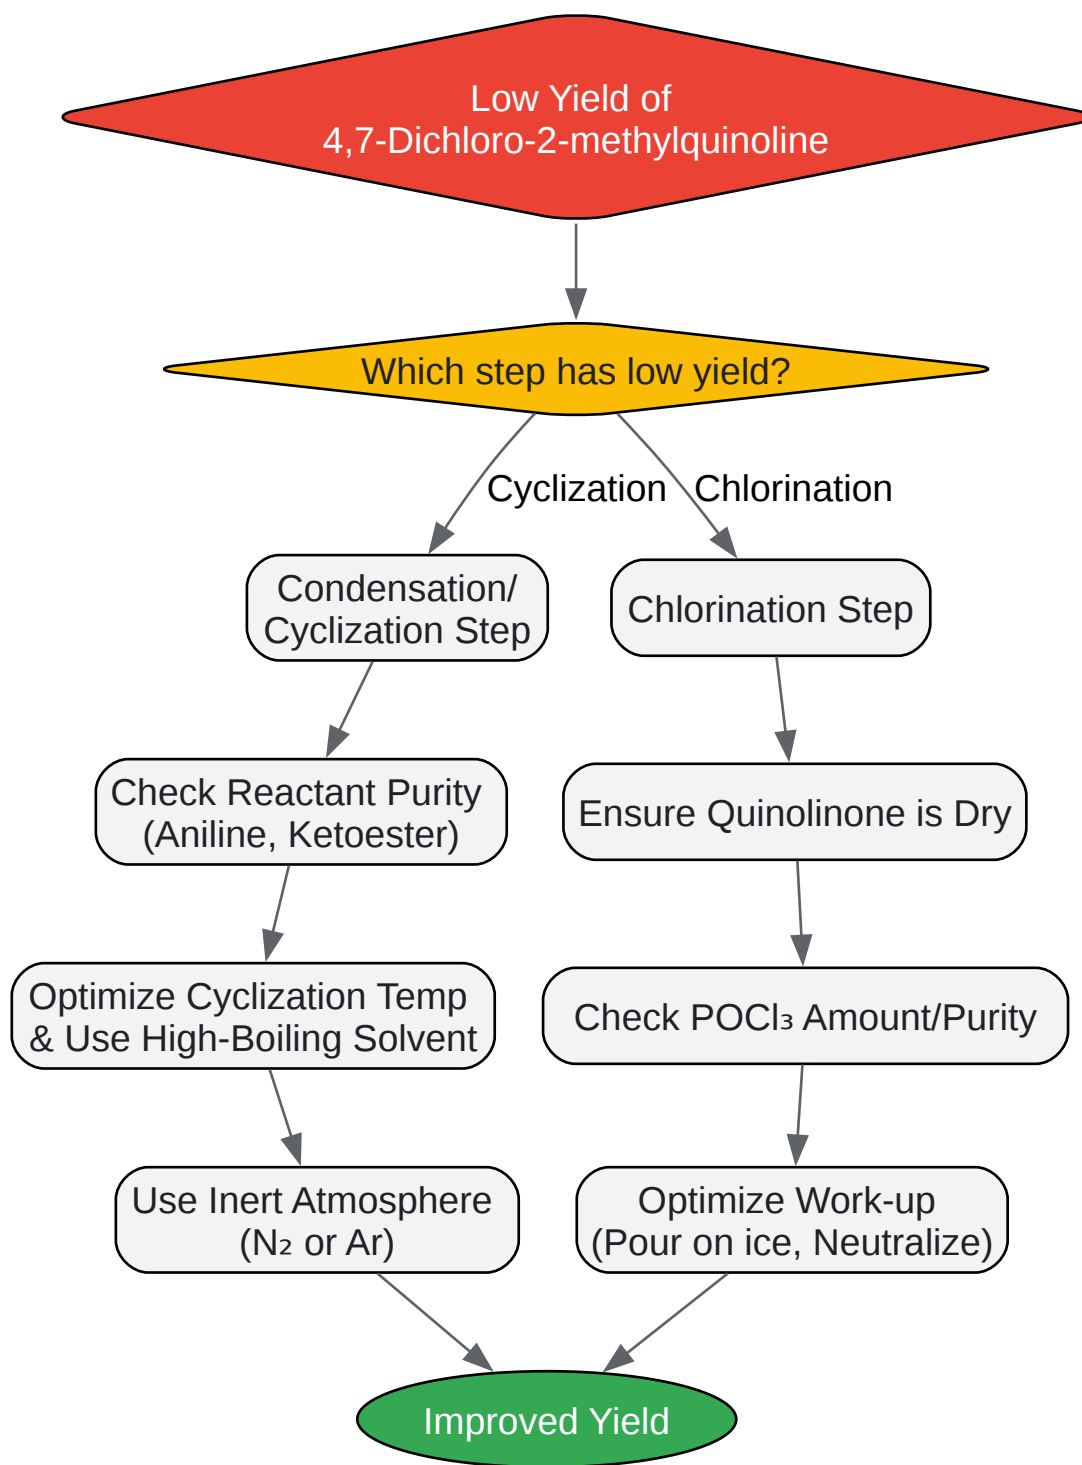 Low Yield of
4,7-Dichloro-2-methylquinoline
Which step has low yield?
Cyclization
Chlorination
Condensation/
Cyclization Step
Chlorination Step
Check Reactant Purity
(Aniline, Ketoester)
Ensure Quinolinone is Dry
Optimize Cyclization Temp
& Use High-Boiling Solvent
Check POCl₃ Amount/Purity
Use Inert Atmosphere
(N₂ or Ar)
Optimize Work-up
(Pour on ice, Neutralize)
Improved Yield